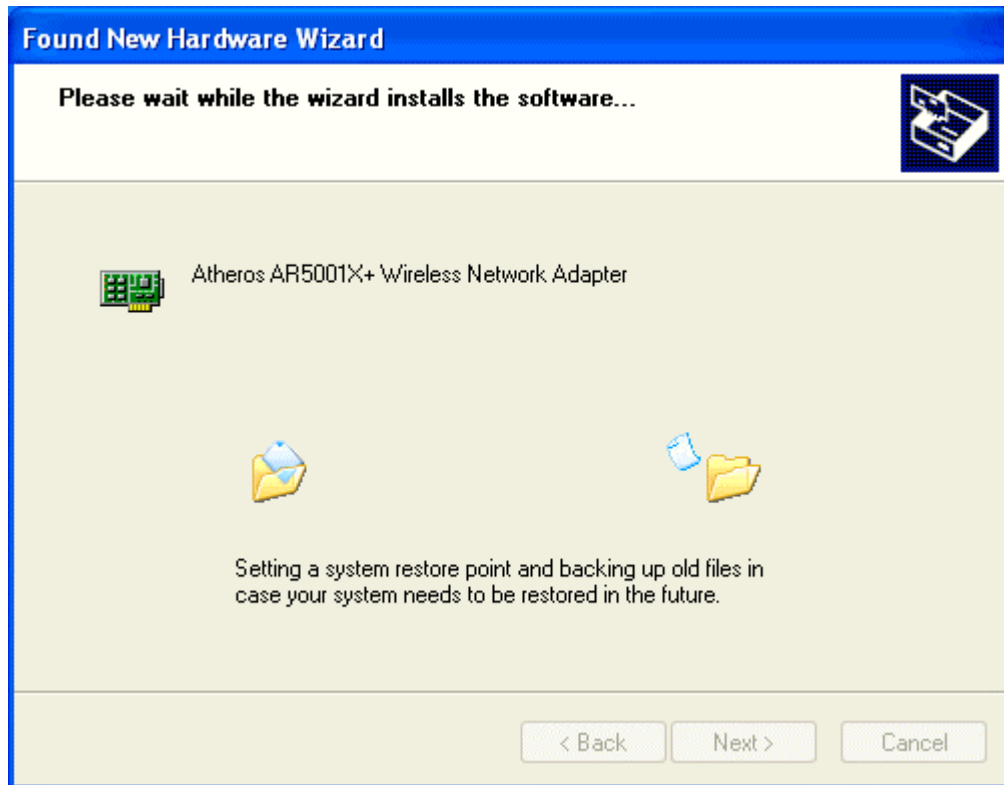 Found New Hardware Wizard
Please wait while the wizard installs the software...
Atheros AR5001X+ Wireless Network Adapter
Setting a system restore point and backing up old files in
case your system needs to be restored in the future.
< Back
Next >
Cancel